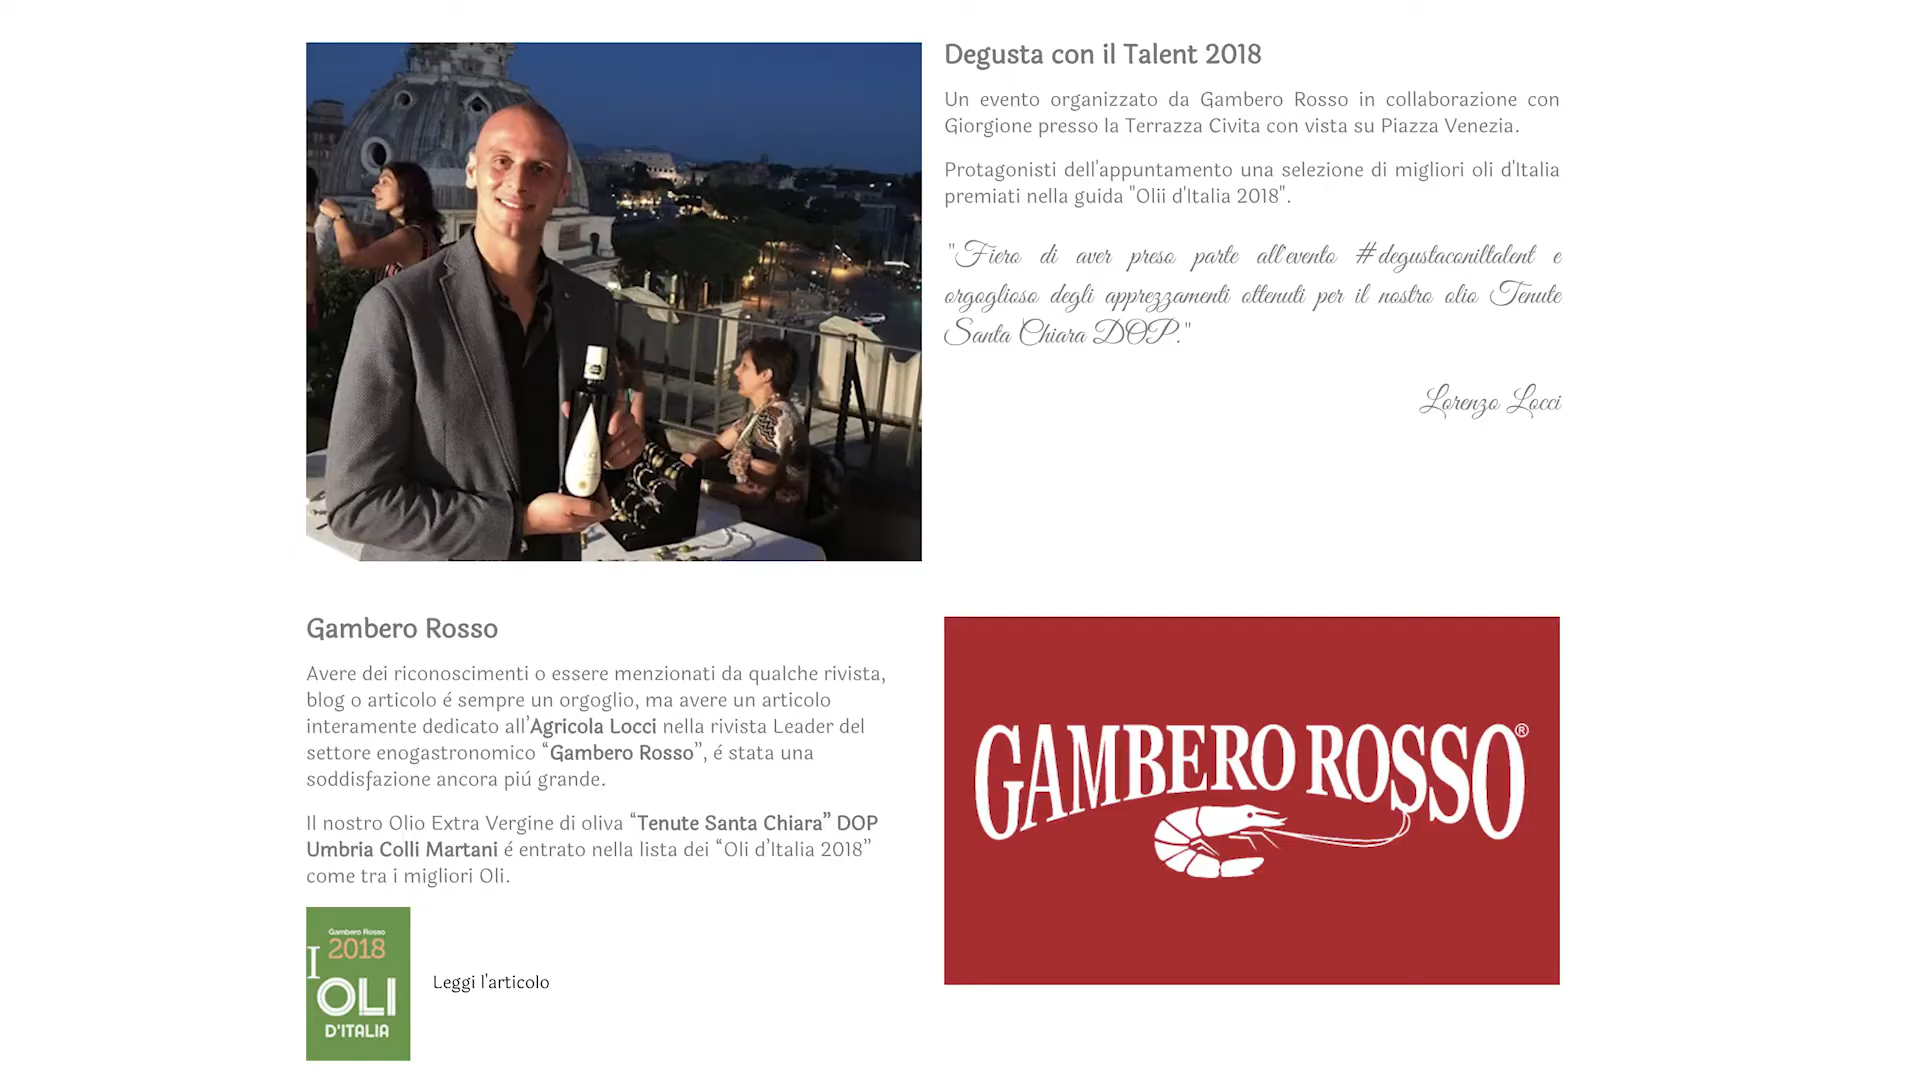 Degusta con il Talent 2018
Un evento organizzato da Gambero Rosso in collaborazione con
Giorgione presso la Terrazza Civita con vista su Piazza Venezia.
Protagonisti dell'appuntamento una selezione di migliori oli d'Italia
premiati nella guida "Olii d'Italia 2018".
"Fiero di aver preso parte all'evento #degustaconiltalent e
orgoglioso degli apprezzamenti ottenuti per il nostro olio Tenute
Santa Chiara DOP."
Lorenzo Locci
Gambero Rosso
Avere dei riconoscimenti o essere menzionati da qualche rivista,
blog o articolo é sempre un orgoglio, ma avere un articolo
interamente dedicato all’Agricola Locci nella rivista Leader del
settore enogastronomico “Gambero Rosso”, é stata una
soddisfazione ancora piú grande.
Il nostro Olio Extra Vergine di oliva “Tenute Santa Chiara” DOP
Umbria Colli Martani é entrato nella lista dei “Oli d’Italia 2018”
come tra i migliori Oli.
Gambero Rosso
2018
I
OLI
D'ITALIA
Leggi l'articolo
GAMBERO ROSSO®